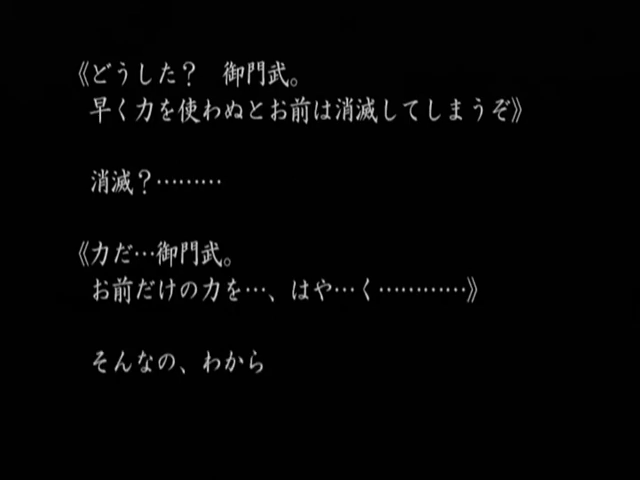 《どうした？　御門武。
早く力を使わぬとお前は消滅してしまうぞ》
消滅？………
《力だ…御門武。
お前だけの力を…、はや…く…………》
そんなの、わから